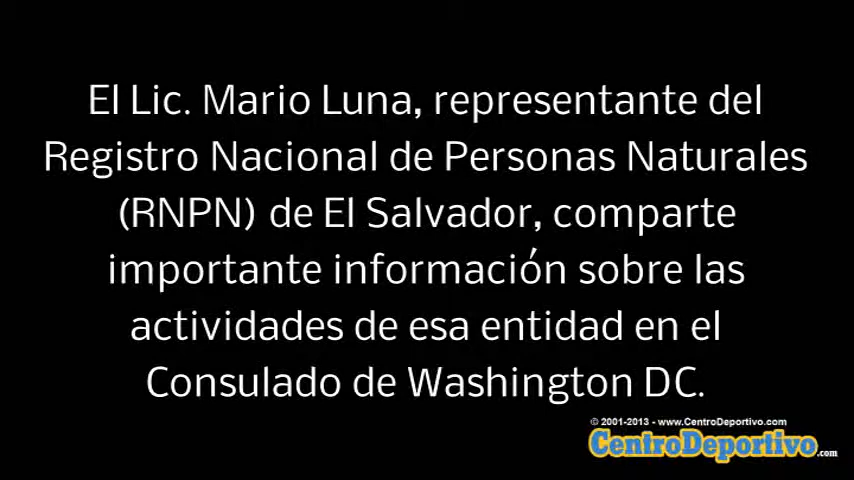 El Lic. Mario Luna, representante del
Registro Nacional de Personas Naturales
(RNPN) de El Salvador, comparte
importante información sobre las
actividades de esa entidad en el
Consulado de Washington DC.
© 2001-2013 - www.CentroDeportivo.com
CentroDeportivo.com